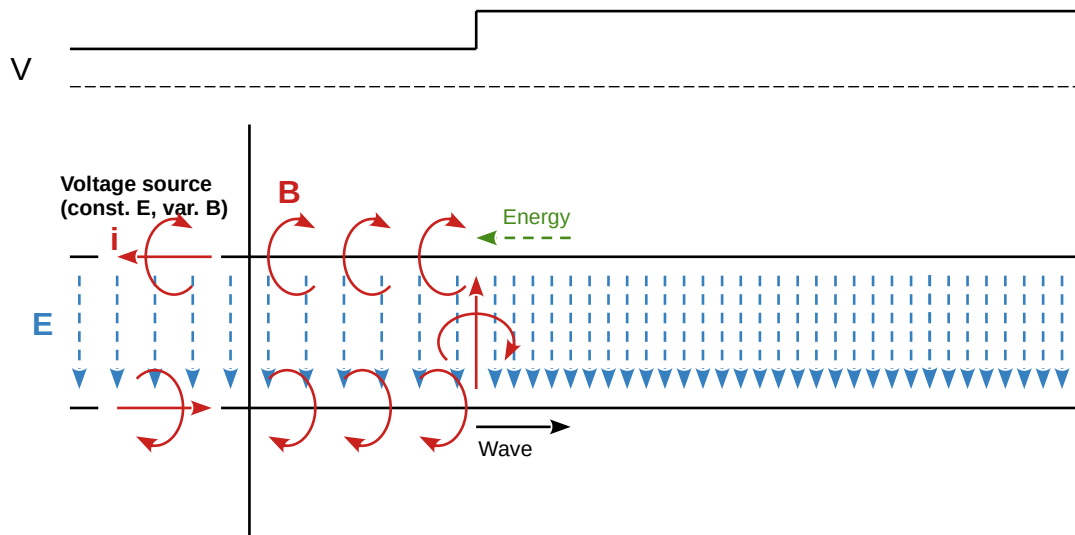 V
Voltage source
(const. E, var. B)
B
Energy
i
E
Wave